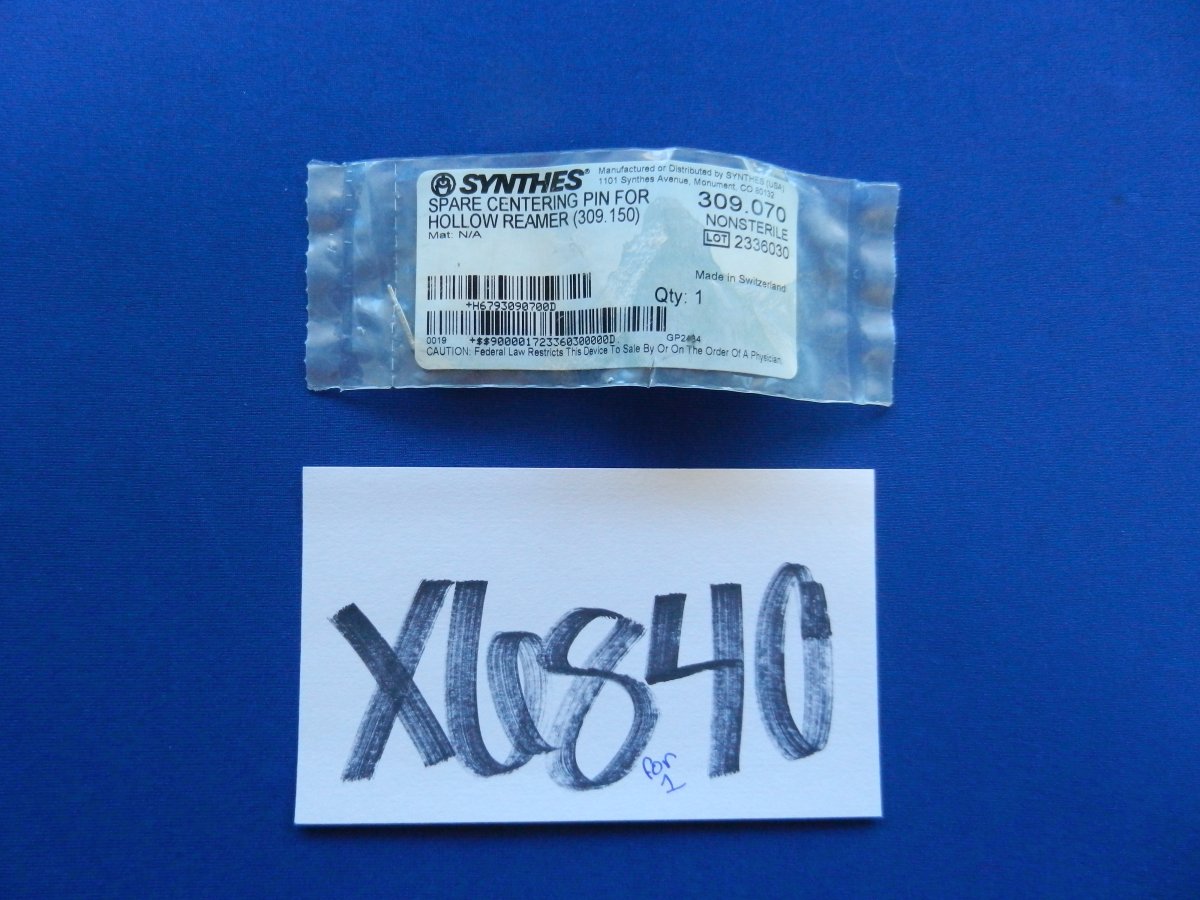 SYNTHES®
Manufactured or Distributed by SYNTHES (USA)
1101 Synthes Avenue, Monument, CO 80132
SPARE CENTERING PIN FOR
HOLLOW REAMER (309.150)
Mat: N/A
309.070
NONSTERILE
LOT 2336030
Made in Switzerland
+H6793090700D
Qty: 1
0019 +$$9000017233603000000D.
CAUTION: Federal Law Restricts This Device To Sale By Or On The Order Of A Physician.
X6840
for
1